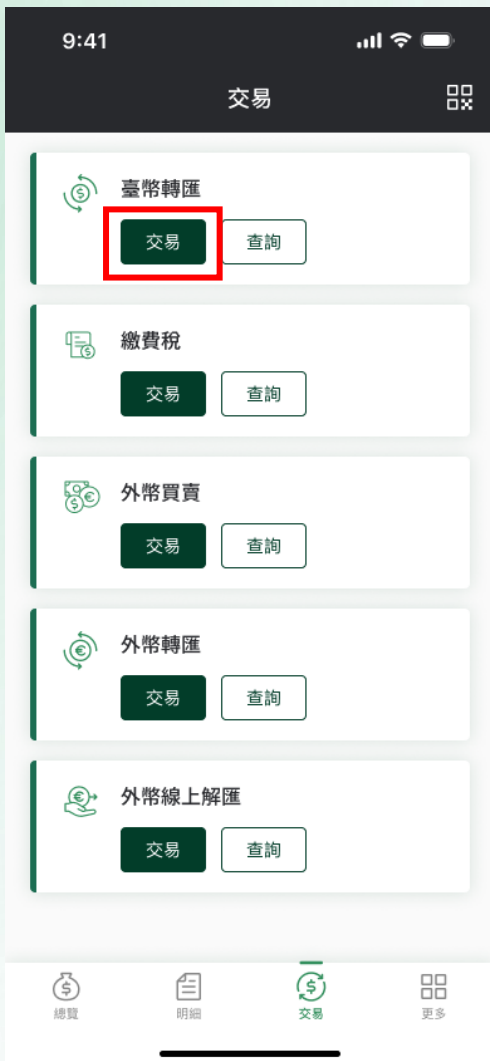 9:41
交易
臺幣轉匯
交易 查詢
繳費稅
交易 查詢
外幣買賣
交易 查詢
外幣轉匯
交易 查詢
外幣線上解匯
交易 查詢
總覽 明細 交易 更多